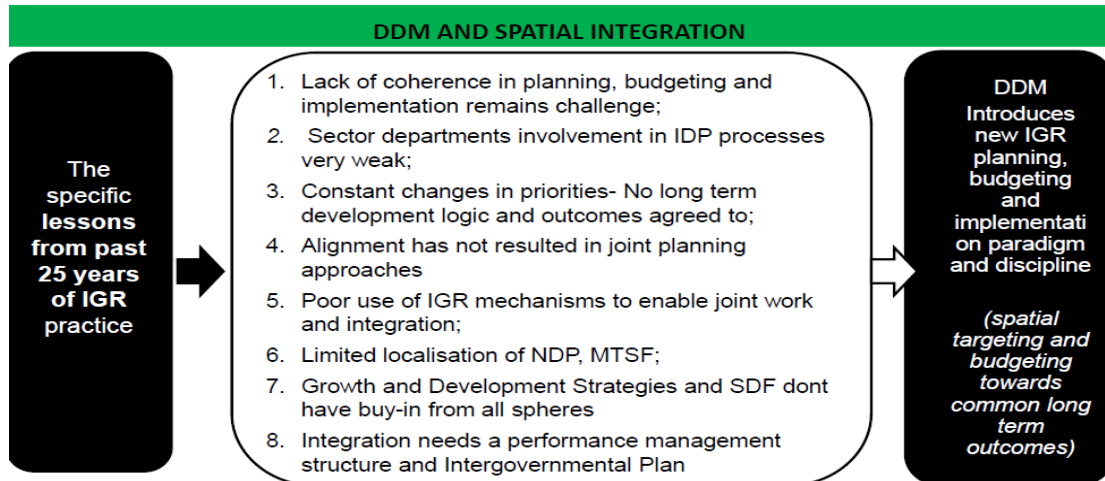 DDM AND SPATIAL INTEGRATION
The
specific
lessons
from past
25 years
of IGR
practice
1. Lack of coherence in planning, budgeting and
implementation remains challenge;
2. Sector departments involvement in IDP processes
very weak;
3. Constant changes in priorities- No long term
development logic and outcomes agreed to;
4. Alignment has not resulted in joint planning
approaches
5. Poor use of IGR mechanisms to enable joint work
and integration;
6. Limited localisation of NDP, MTSF;
7. Growth and Development Strategies and SDF dont
have buy-in from all spheres
8. Integration needs a performance management
structure and Intergovernmental Plan
DDM
Introduces
new IGR
planning,
budgeting
and
implementati
on paradigm
and discipline
(spatial
targeting and
budgeting
towards
common long
term
outcomes)